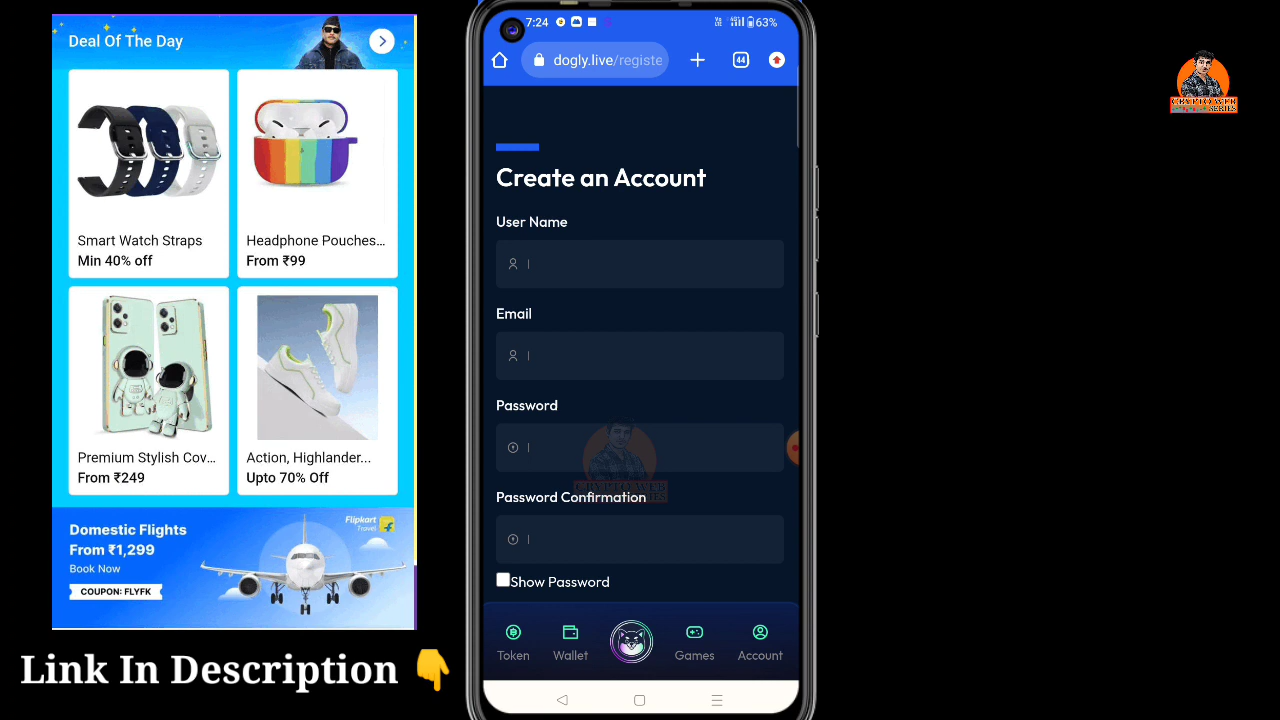 Deal Of The Day
Smart Watch Straps
Min 40% off
Headphone Pouches...
From ₹99
Premium Stylish Cov...
From ₹249
Action, Highlander...
Upto 70% Off
Domestic Flights
From ₹1,299
Book Now
COUPON: FLYFK
Flipkart
Travel
Link In Description
7:24
63%
dogly.live/registe
44
Create an Account
User Name
Email
Password
Password Confirmation
Show Password
Token
Wallet
Games
Account
CRYPTO WEB
SERIES